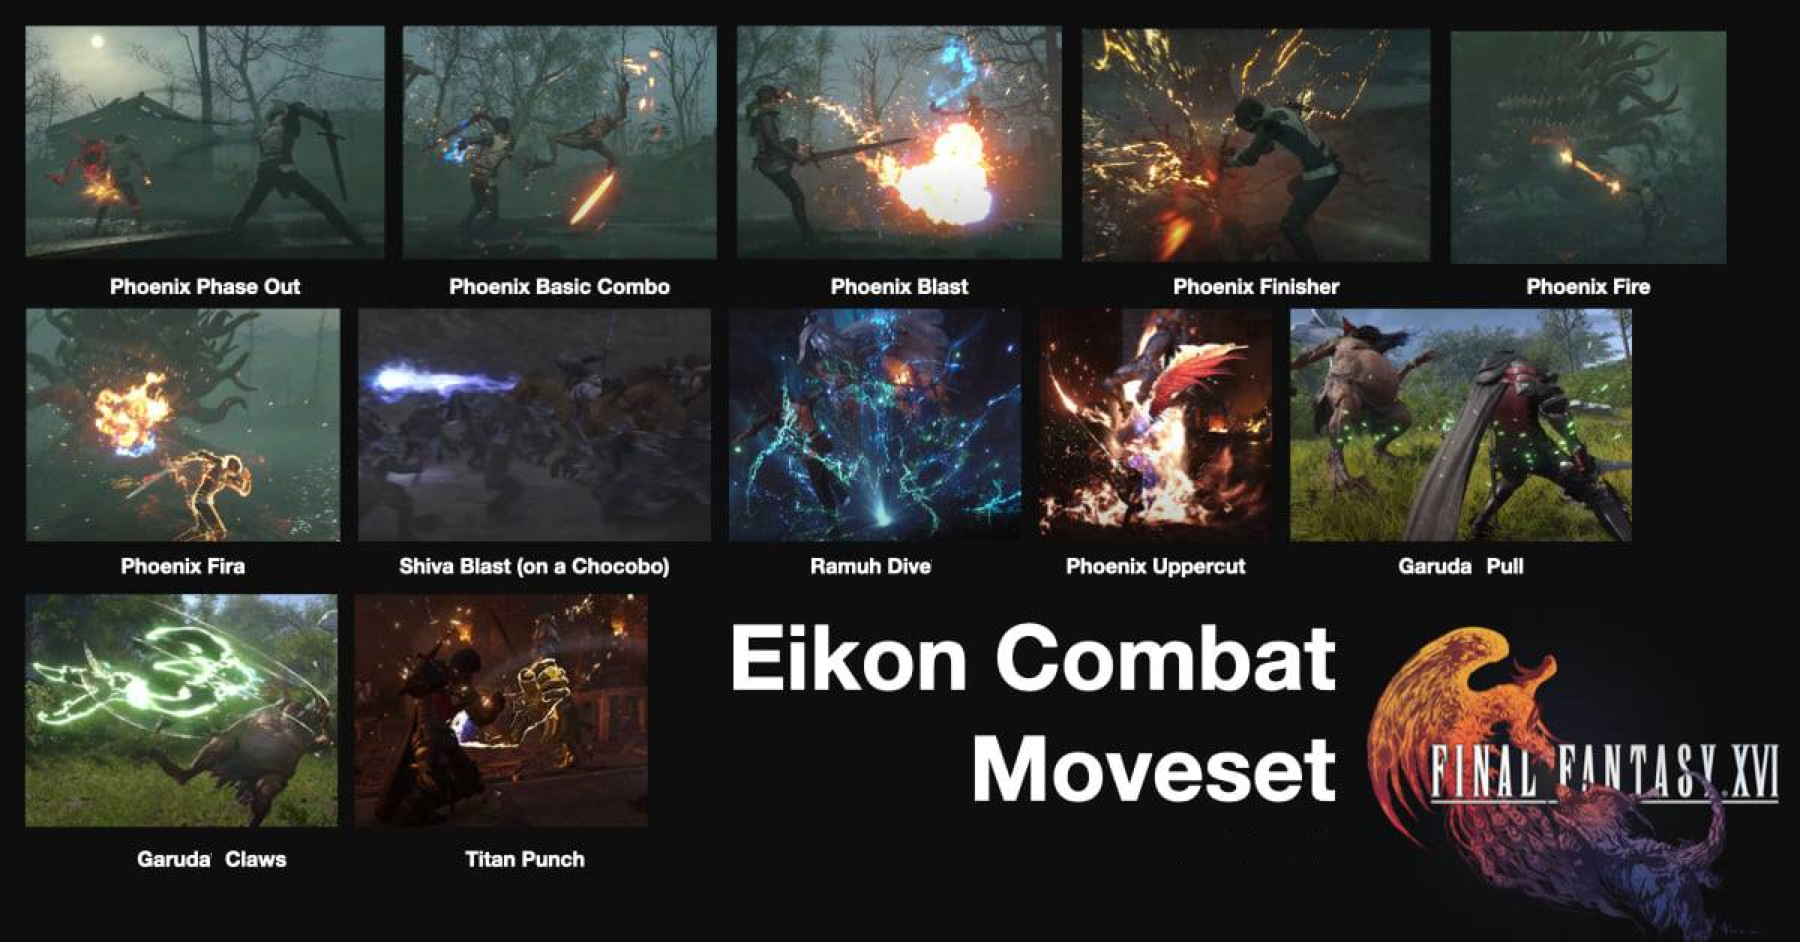 Phoenix Phase Out
Phoenix Basic Combo
Phoenix Blast
Phoenix Finisher
Phoenix Fire
Phoenix Fira
Shiva Blast (on a Chocobo)
Ramuh Dive
Phoenix Uppercut
Garuda Pull
Garuda Claws
Titan Punch
Eikon Combat
Moveset
FINAL FANTASY XVI